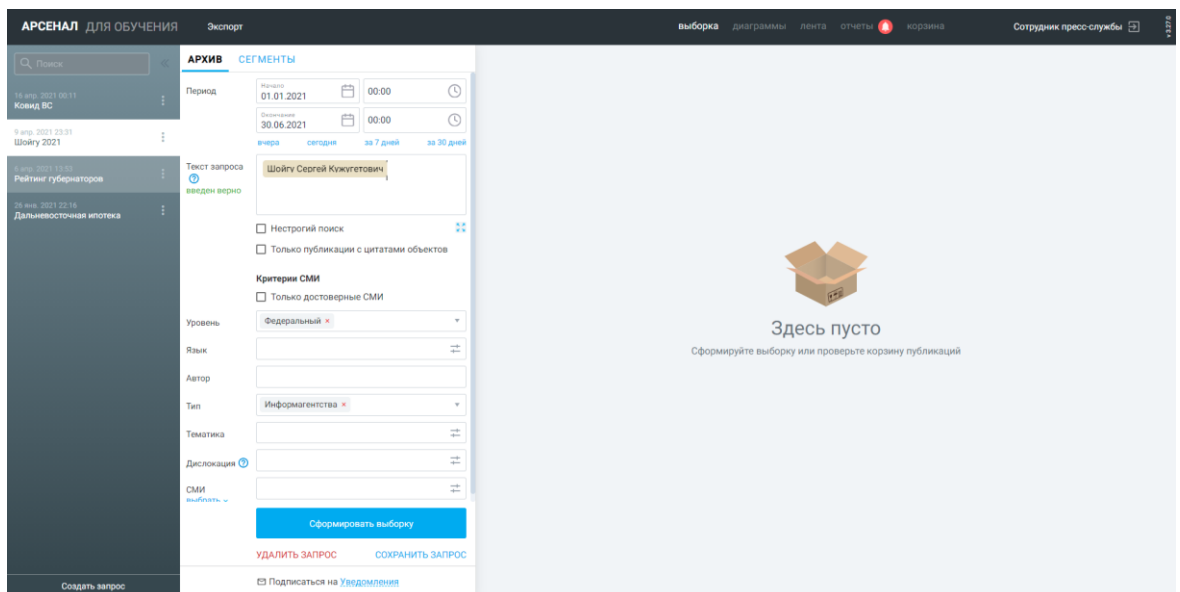 АРСЕНАЛ ДЛЯ ОБУЧЕНИЯ
Экспорт
выборка диаграммы лента отчеты корзина
Сотрудник пресс-службы
v 3.27.0
Поиск
16 апр. 2021 00:11
Ковид ВС
9 апр. 2021 23:31
Шойгу 2021
6 апр. 2021 13:55
Рейтинг губернаторов
26 янв. 2021 22:16
Дальневосточная ипотека
Создать запрос
АРХИВ СЕГМЕНТЫ
Период
Начало
01.01.2021
00:00
Окончание
30.06.2021
00:00
вчера сегодня за 7 дней за 30 дней
Текст запроса
введен верно
Шойгу Сергей Кужугетович
Нестрогий поиск
Только публикации с цитатами объектов
Критерии СМИ
Только достоверные СМИ
Уровень
Федеральный ×
Язык
Автор
Тип
Информагентства ×
Тематика
Дислокация
СМИ
выбрать
Сформировать выборку
УДАЛИТЬ ЗАПРОС СОХРАНИТЬ ЗАПРОС
Подписаться на Уведомления
Здесь пусто
Сформируйте выборку или проверьте корзину публикаций